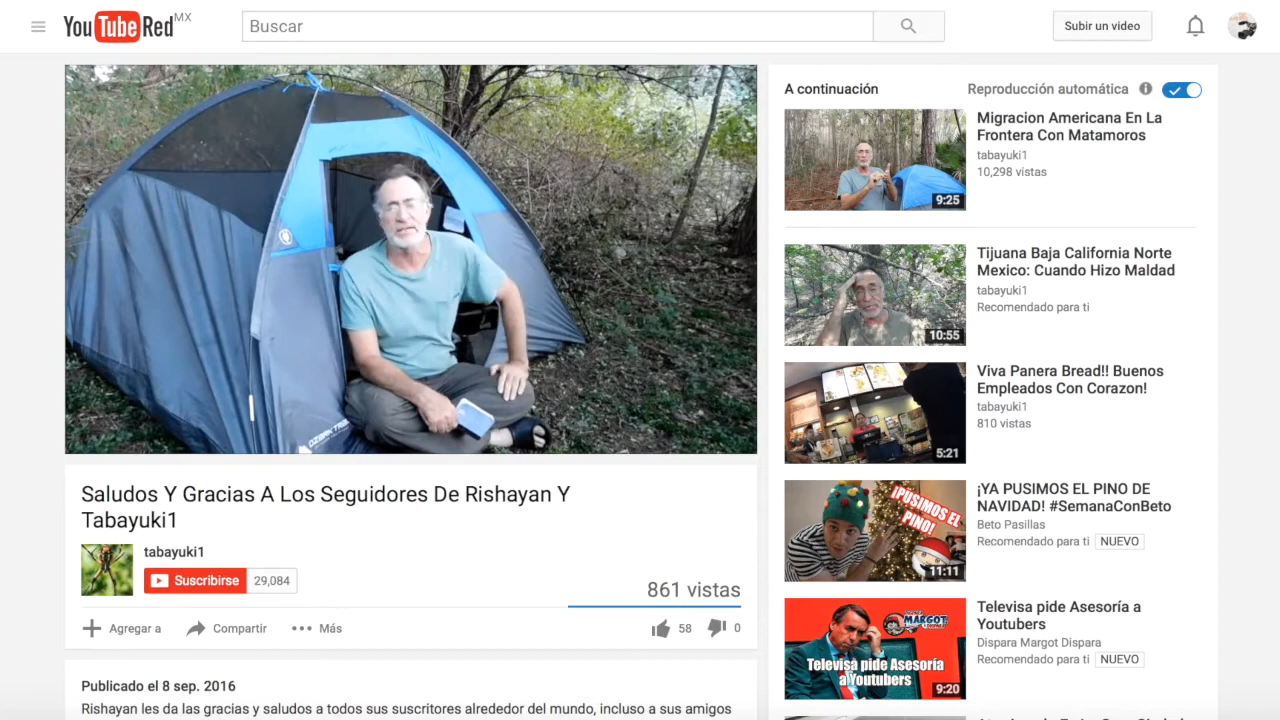 YouTube Red MX
Buscar
Subir un video
A continuación
Reproducción automática
Migracion Americana En La
Frontera Con Matamoros
tabayuki1
10,298 vistas
9:25
Tijuana Baja California Norte
Mexico: Cuando Hizo Maldad
tabayuki1
Recomendado para ti
10:55
Viva Panera Bread!! Buenos
Empleados Con Corazon!
tabayuki1
810 vistas
5:21
¡YA PUSIMOS EL PINO DE
NAVIDAD! #SemanaConBeto
Beto Pasillas
Recomendado para ti NUEVO
¡PUSIMOS EL
PINO!
11:11
Televisa pide Asesoría a
Youtubers
Dispara Margot Dispara
Recomendado para ti NUEVO
MARGOT
Televisa pide Asesoría
a Youtubers
9:20
OZARK TRAIL
Saludos Y Gracias A Los Seguidores De Rishayan Y
Tabayuki1
tabayuki1
Suscribirse 29,084
861 vistas
Agregar a Compartir Más 58 0
Publicado el 8 sep. 2016
Rishayan les da las gracias y saludos a todos sus suscritores alrededor del mundo, incluso a sus amigos